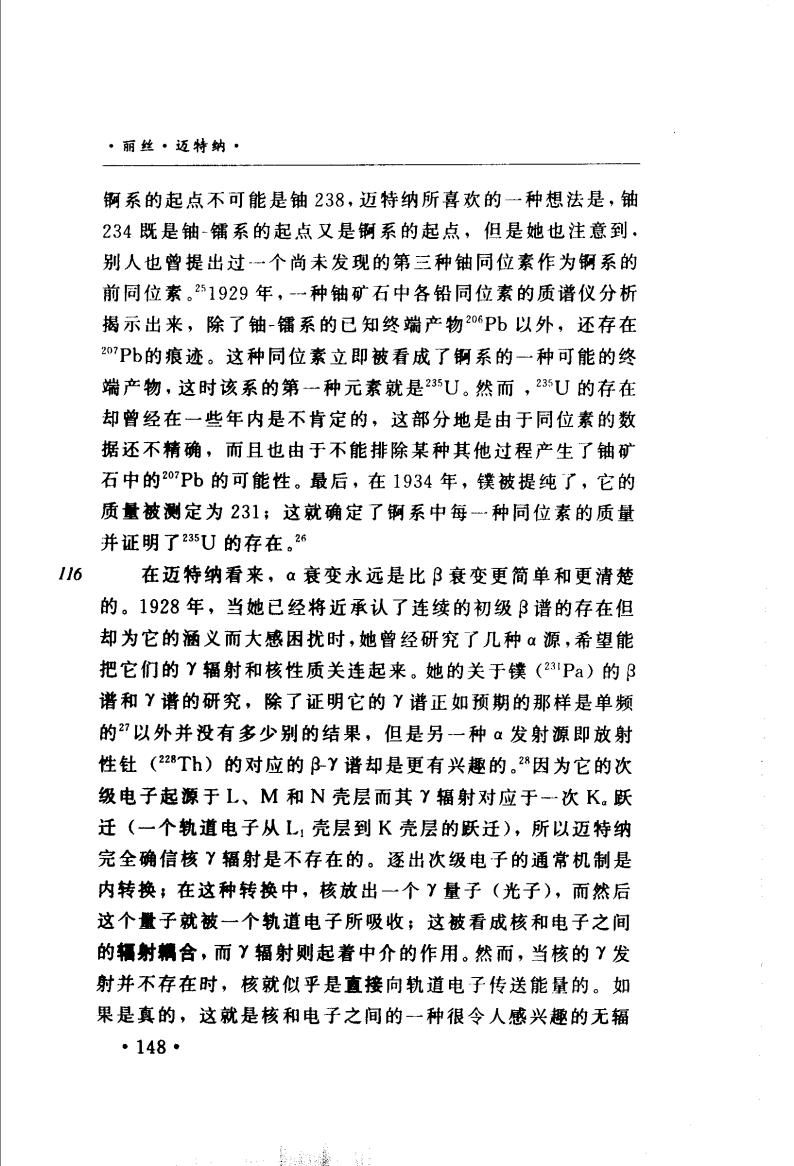 ·丽丝·迈特纳·
锕系的起点不可能是铀 238，迈特纳所喜欢的一种想法是，铀
234 既是铀-镭系的起点又是锕系的起点，但是她也注意到，
别人也曾提出过一个尚未发现的第三种铀同位素作为锕系的
前同位素。²⁵1929 年，一种铀矿石中各铅同位素的质谱仪分析
揭示出来，除了铀-镭系的已知终端产物²⁰⁶Pb 以外，还存在
²⁰⁷Pb的痕迹。这种同位素立即被看成了锕系的一种可能的终
端产物，这时该系的第一种元素就是²³⁵U。然而，²³⁵U 的存在
却曾经在一些年内是不肯定的，这部分地是由于同位素的数
据还不精确，而且也由于不能排除某种其他过程产生了铀矿
石中的²⁰⁷Pb 的可能性。最后，在 1934 年，镤被提纯了，它的
质量被测定为 231；这就确定了锕系中每一种同位素的质量
并证明了²³⁵U 的存在。²⁶
116 在迈特纳看来，α 衰变永远是比 β 衰变更简单和更清楚
的。1928 年，当她已经将近承认了连续的初级 β 谱的存在但
却为它的涵义而大感困扰时，她曾经研究了几种 α 源，希望能
把它们的 γ 辐射和核性质关连起来。她的关于镤（²³¹Pa）的 β
谱和 γ 谱的研究，除了证明它的 γ 谱正如预期的那样是单频
的²⁷以外并没有多少别的结果，但是另一种 α 发射源即放射
性钍（²²⁸Th）的对应的 β-γ 谱却是更有兴趣的。²⁸因为它的次
级电子起源于 L、M 和 N 壳层而其 γ 辐射对应于一次 Kₐ 跃
迁（一个轨道电子从 L₁ 壳层到 K 壳层的跃迁），所以迈特纳
完全确信核 γ 辐射是不存在的。逐出次级电子的通常机制是
内转换；在这种转换中，核放出一个 γ 量子（光子），而然后
这个量子就被一个轨道电子所吸收；这被看成核和电子之间
的辐射耦合，而 γ 辐射则起着中介的作用。然而，当核的 γ 发
射并不存在时，核就似乎是直接向轨道电子传送能量的。如
果是真的，这就是核和电子之间的一种很令人感兴趣的无辐
·148·